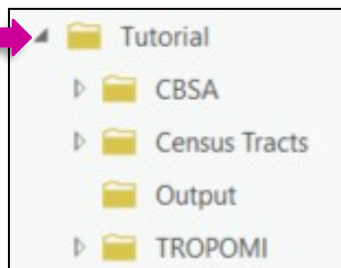 Tutorial
CBSA
Census Tracts
Output
TROPOMI